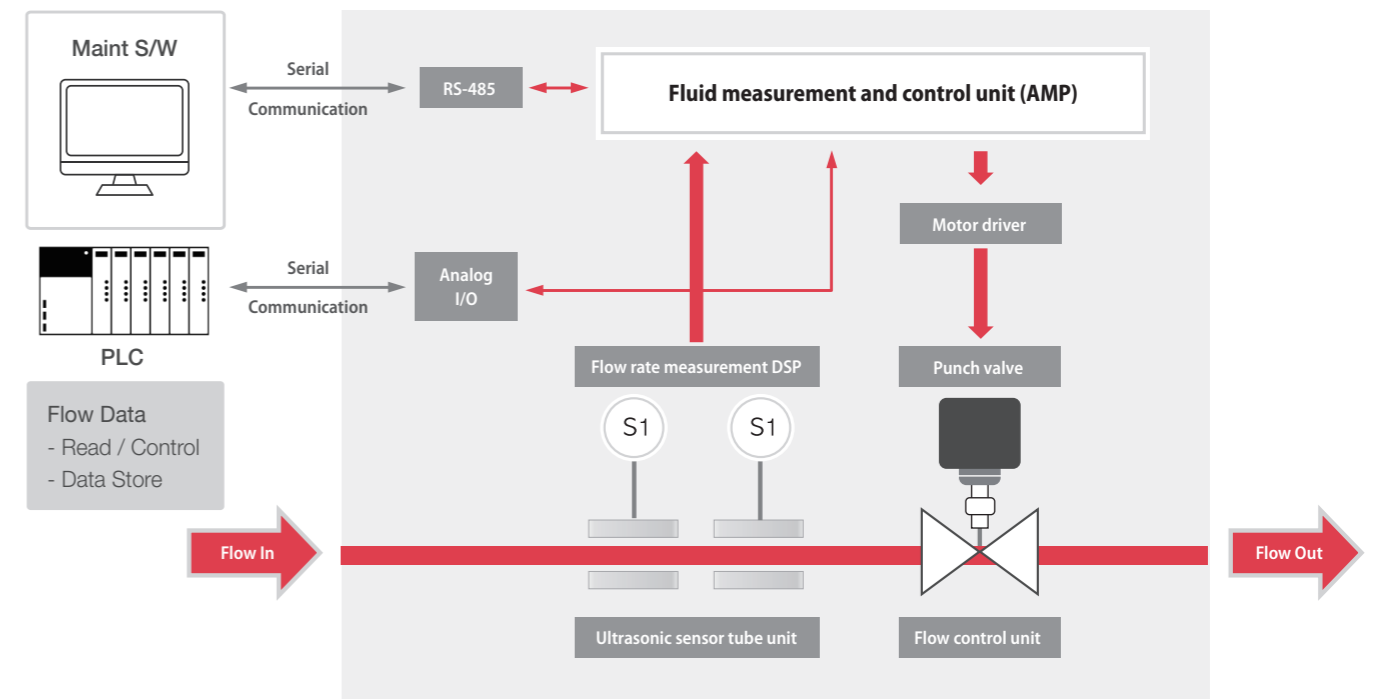 Maint S/W
Serial
Communication
RS-485
Fluid measurement and control unit (AMP)
Motor driver
Serial
Communication
Analog
I/O
PLC
Flow rate measurement DSP
Punch valve
Flow Data
- Read / Control
- Data Store
S1
S1
Flow In
Flow Out
Ultrasonic sensor tube unit
Flow control unit